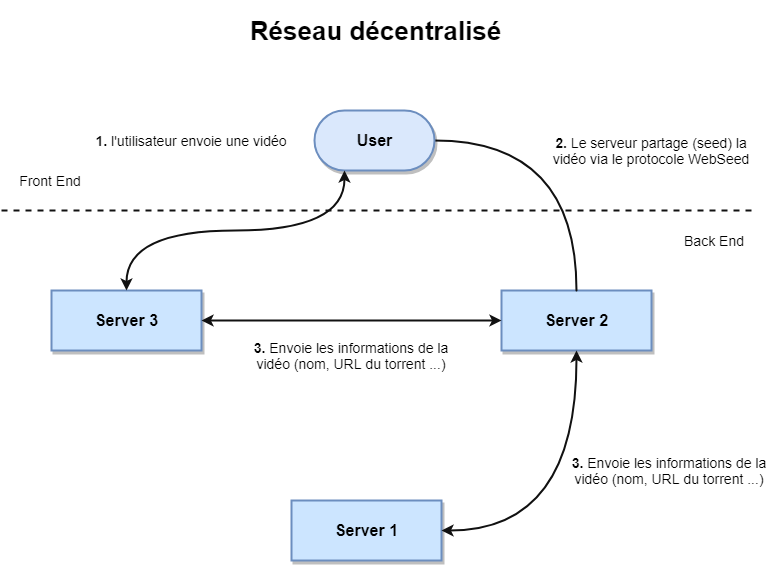 Réseau décentralisé
1. l'utilisateur envoie une vidéo
User
2. Le serveur partage (seed) la
vidéo via le protocole WebSeed
Front End
Back End
Server 3
Server 2
3. Envoie les informations de la
vidéo (nom, URL du torrent ...)
3. Envoie les informations de la
vidéo (nom, URL du torrent ...)
Server 1